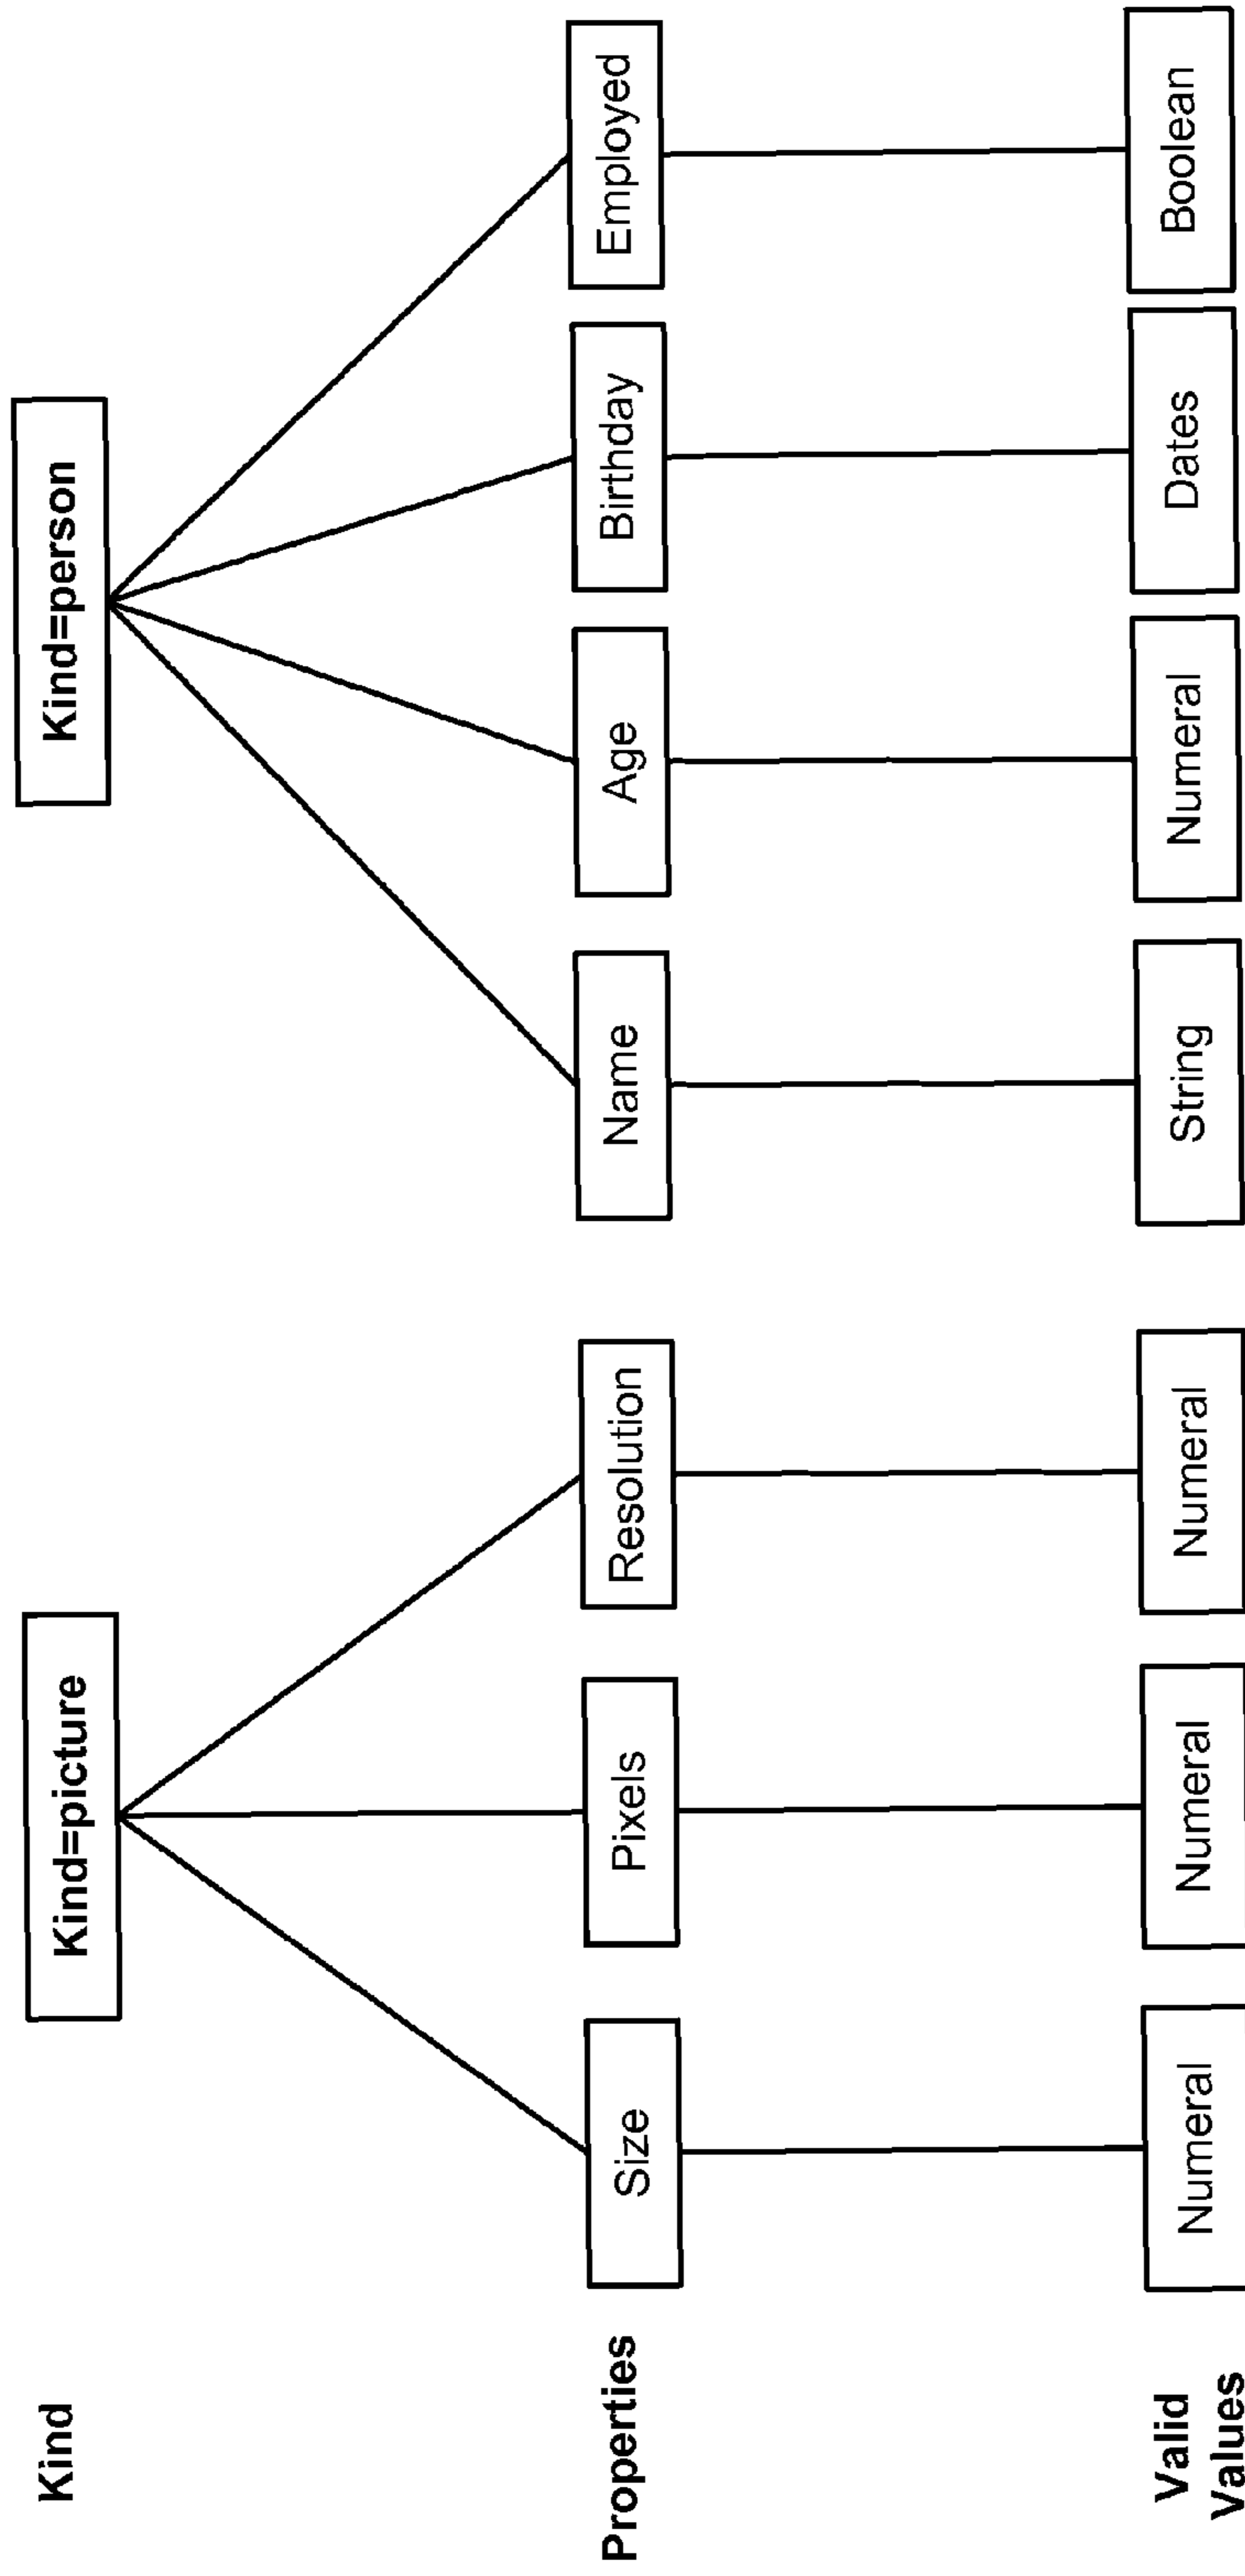 Kind
Kind=picture
Kind=person
Properties
Size
Pixels
Resolution
Name
Age
Birthday
Employed
Valid
Values
Numeral
Numeral
Numeral
String
Numeral
Dates
Boolean